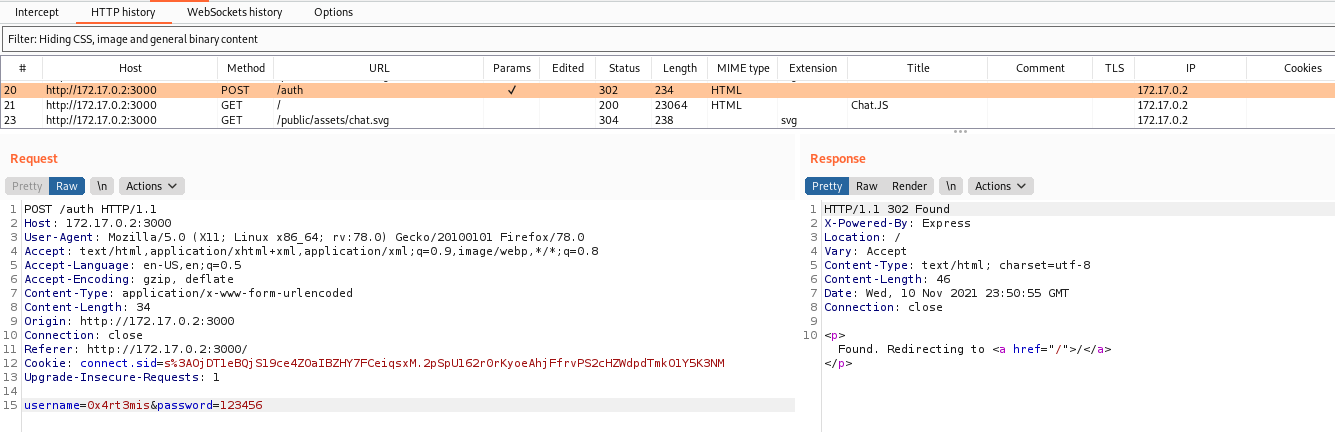 Intercept HTTP history WebSockets history Options
Filter: Hiding CSS, image and general binary content
# Host Method URL Params Edited Status Length MIME type Extension Title Comment TLS IP Cookies
20 http://172.17.0.2:3000 POST /auth ✓ 302 234 HTML 172.17.0.2
21 http://172.17.0.2:3000 GET / 200 23064 HTML Chat.JS 172.17.0.2
23 http://172.17.0.2:3000 GET /public/assets/chat.svg 304 238 svg 172.17.0.2
Request
Pretty Raw \n Actions
1 POST /auth HTTP/1.1
2 Host: 172.17.0.2:3000
3 User-Agent: Mozilla/5.0 (X11; Linux x86_64; rv:78.0) Gecko/20100101 Firefox/78.0
4 Accept: text/html,application/xhtml+xml,application/xml;q=0.9,image/webp,*/*;q=0.8
5 Accept-Language: en-US,en;q=0.5
6 Accept-Encoding: gzip, deflate
7 Content-Type: application/x-www-form-urlencoded
8 Content-Length: 34
9 Origin: http://172.17.0.2:3000
10 Connection: close
11 Referer: http://172.17.0.2:3000/
12 Cookie: connect.sid=s%3AOjDTleBQjS19ce4ZOaIBZHY7FCeiqsxM.2pSpUl62r0rKyoeAhjFfrvPS2cHZWdpdTmkO1Y5K3NM
13 Upgrade-Insecure-Requests: 1
14
15 username=0x4rt3mis&password=123456
Response
Pretty Raw Render \n Actions
1 HTTP/1.1 302 Found
2 X-Powered-By: Express
3 Location: /
4 Vary: Accept
5 Content-Type: text/html; charset=utf-8
6 Content-Length: 46
7 Date: Wed, 10 Nov 2021 23:50:55 GMT
8 Connection: close
9
10 <p>
Found. Redirecting to <a href="/">/</a>
</p>